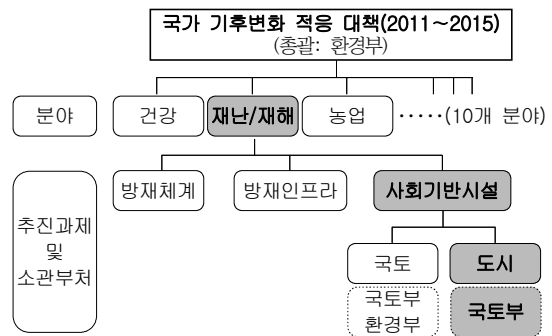 국가 기후변화 적응 대책(2011～2015)
(총괄: 환경부)
분야
건강
재난/재해
농업
·····(10개 분야)
추진과제
및
소관부처
방재체계
방재인프라
사회기반시설
국토
도시
국토부
환경부
국토부